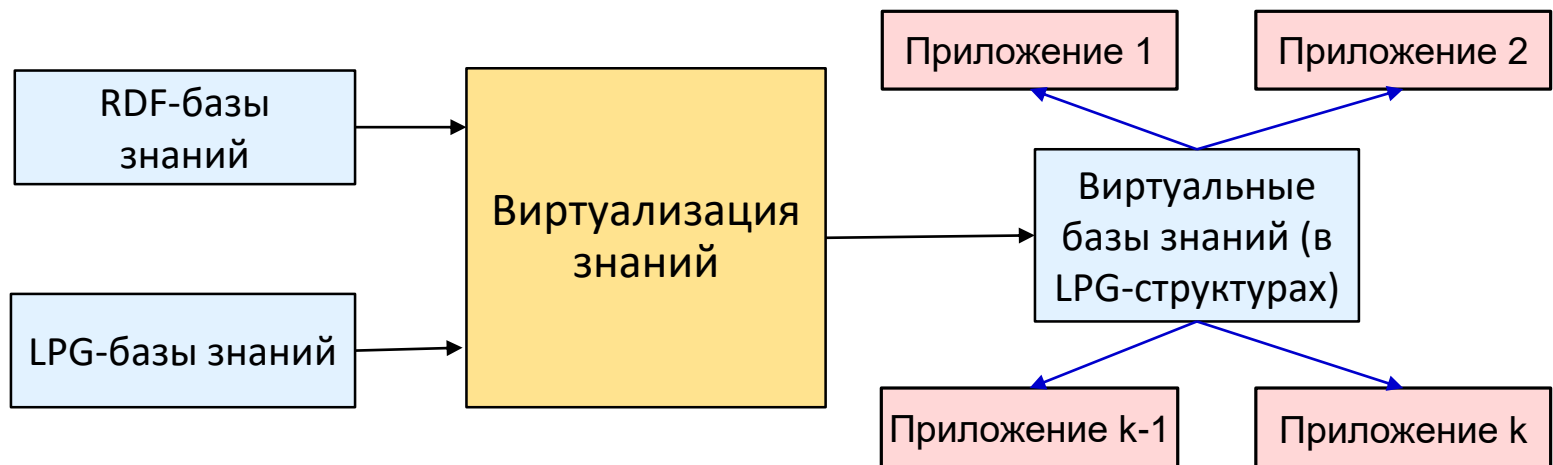 Приложение 1
Приложение 2
RDF-базы
знаний
Виртуализация
знаний
Виртуальные
базы знаний (в
LPG-структурах)
LPG-базы знаний
Приложение k-1
Приложение k